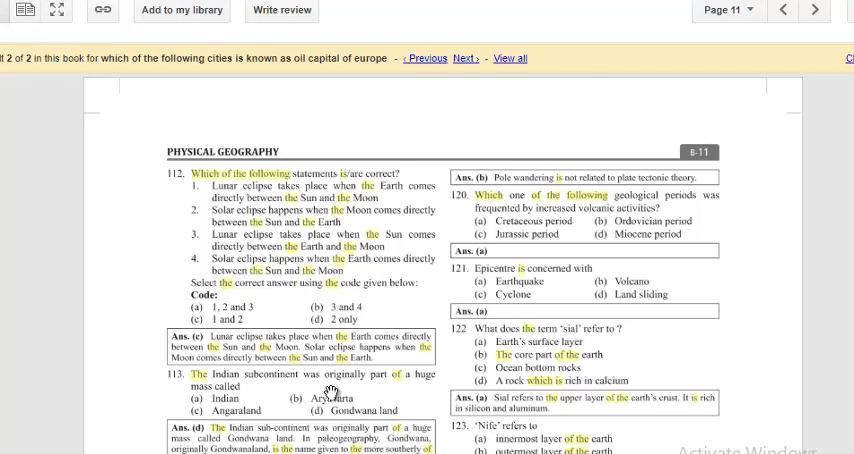 Add to my library Write review Page 11
2 of 2 in this book for which of the following cities is known as oil capital of europe - ‹ Previous Next › - View all
PHYSICAL GEOGRAPHY
B-11
112. Which of the following statements is/are correct?
1. Lunar eclipse takes place when the Earth comes
directly between the Sun and the Moon
2. Solar eclipse happens when the Moon comes directly
between the Sun and the Earth
3. Lunar eclipse takes place when the Sun comes
directly between the Earth and the Moon
4. Solar eclipse happens when the Earth comes directly
between the Sun and the Moon
Select the correct answer using the code given below:
Code:
(a) 1, 2 and 3 (b) 3 and 4
(c) 1 and 2 (d) 2 only
Ans. (c) Lunar eclipse takes place when the Earth comes directly
between the Sun and the Moon. Solar eclipse happens when the
Moon comes directly between the Sun and the Earth.
113. The Indian subcontinent was originally part of a huge
mass called
(a) Indian (b)
(c) Angaraland (d) Gondwana land
Ans. (d) The Indian sub-continent was originally part of a huge
mass called Gondwana land. In paleogeography, Gondwana,
originally Gondwanaland, is the name given to the more southerly of
Ans. (b) Pole wandering is not related to plate tectonic theory.
120. Which one of the following geological periods was
frequented by increased volcanic activities?
(a) Cretaceous period (b) Ordovician period
(c) Jurassic period (d) Miocene period
Ans. (a)
121. Epicentre is concerned with
(a) Earthquake (b) Volcano
(c) Cyclone (d) Land sliding
Ans. (a)
122 What does the term ‘sial’ refer to ?
(a) Earth's surface layer
(b) The core part of the earth
(c) Ocean bottom rocks
(d) A rock which is rich in calcium
Ans. (a) Sial refers to the upper layer of the earth's crust. It is rich
in silicon and aluminum.
123. ‘Nife’ refers to
(a) innermost layer of the earth
(b) outermost layer of the earth
Activate Windows